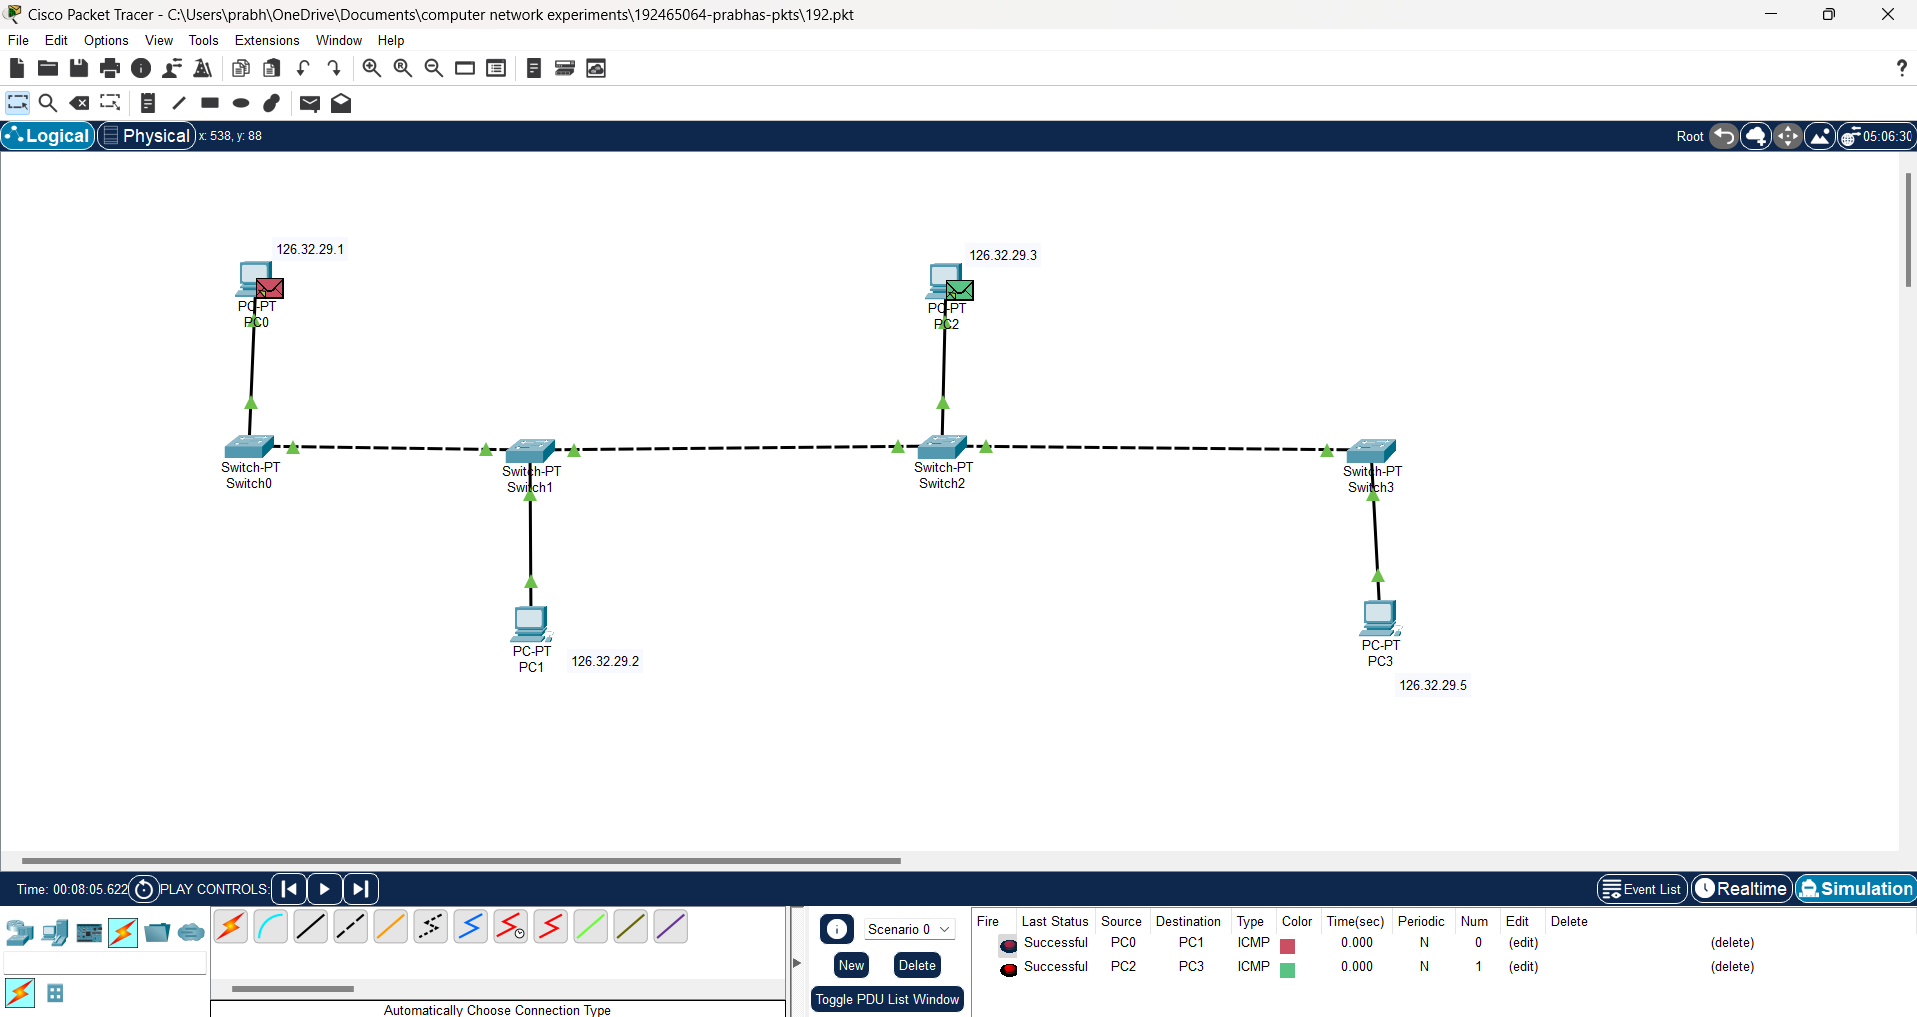 Cisco Packet Tracer - C:\Users\prabh\OneDrive\Documents\computer network experiments\192465064-prabhas-pkts\192.pkt
File Edit Options View Tools Extensions Window Help
?
Logical Physical x: 538, y: 88 Root 05:06:30
126.32.29.1
PC-PT
PC0
126.32.29.3
PC-PT
PC2
Switch-PT
Switch0
Switch-PT
Switch1
Switch-PT
Switch2
Switch-PT
Switch3
PC-PT
PC1
126.32.29.2
PC-PT
PC3
126.32.29.5
Time: 00:08:05.622 PLAY CONTROLS: Event List Realtime Simulation
Automatically Choose Connection Type
Scenario 0
New Delete
Toggle PDU List Window
Fire Last Status Source Destination Type Color Time(sec) Periodic Num Edit Delete
Successful PC0 PC1 ICMP 0.000 N 0 (edit) (delete)
Successful PC2 PC3 ICMP 0.000 N 1 (edit) (delete)